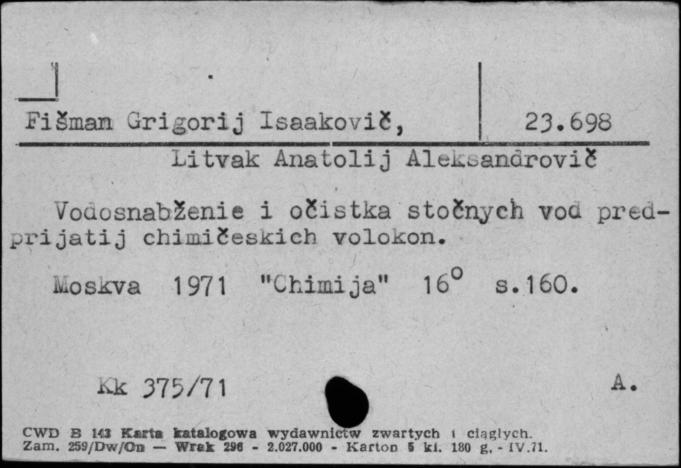 Fišman Grigorij Isaakovič, 23.698
Litvak Anatolij Aleksandrovič
Vodosnabženie i očistka stočnych vod pred-
prijatij chimičeskich volokon.
Moskva 1971 "Chimija" 16° s.160.
Kk 375/71 A.
CWD B 143 Karta katalogowa wydawnictw zwartych i ciągłych.
Zam. 259/Dw/On — Wrak 296 - 2.027.000 - Karton 5 kl. 180 g. - IV.71.